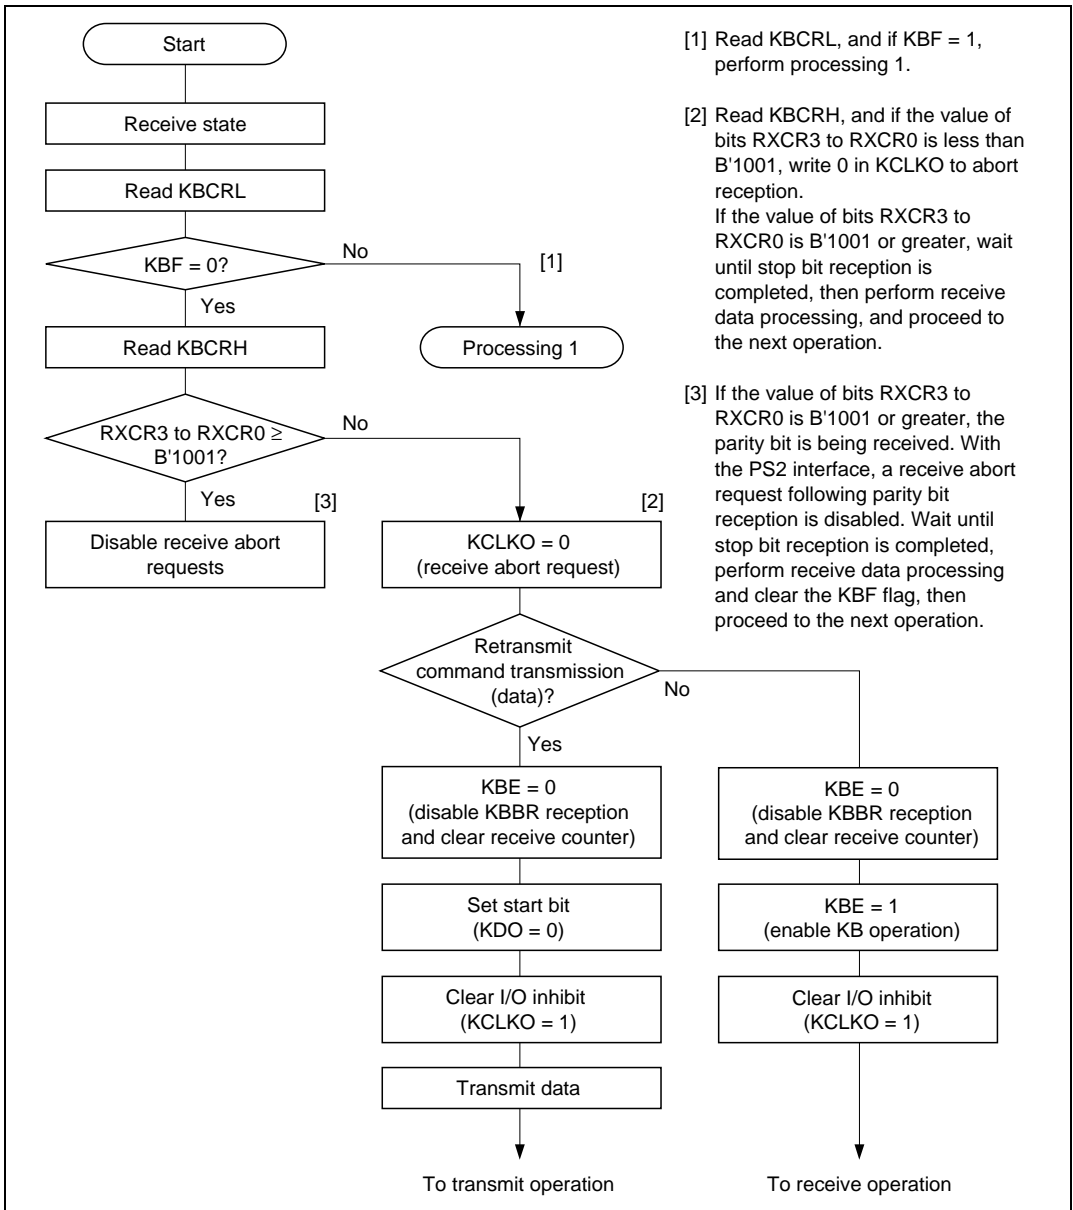 Start
Receive state
Read KBCRL
KBF = 0?
No
[1]
Yes
Processing 1
Read KBCRH
RXCR3 to RXCR0 ≥
B'1001?
No
Yes
[3]
[2]
Disable receive abort
requests
KCLKO = 0
(receive abort request)
Retransmit
command transmission
(data)?
No
Yes
KBE = 0
(disable KBBR reception
and clear receive counter)
Set start bit
(KDO = 0)
Clear I/O inhibit
(KCLKO = 1)
Transmit data
To transmit operation
KBE = 0
(disable KBBR reception
and clear receive counter)
KBE = 1
(enable KB operation)
Clear I/O inhibit
(KCLKO = 1)
To receive operation
[1] Read KBCRL, and if KBF = 1,
perform processing 1.
[2] Read KBCRH, and if the value of
bits RXCR3 to RXCR0 is less than
B'1001, write 0 in KCLKO to abort
reception.
If the value of bits RXCR3 to
RXCR0 is B'1001 or greater, wait
until stop bit reception is
completed, then perform receive
data processing, and proceed to
the next operation.
[3] If the value of bits RXCR3 to
RXCR0 is B'1001 or greater, the
parity bit is being received. With
the PS2 interface, a receive abort
request following parity bit
reception is disabled. Wait until
stop bit reception is completed,
perform receive data processing
and clear the KBF flag, then
proceed to the next operation.